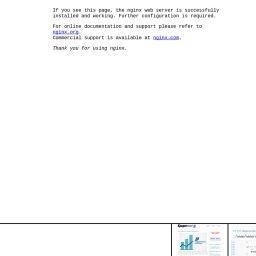 If you see this page, the nginx web server is successfully
installed and working. Further configuration is required.
For online documentation and support please refer to
nginx.org.
Commercial support is available at nginx.com.
Thank you for using nginx.